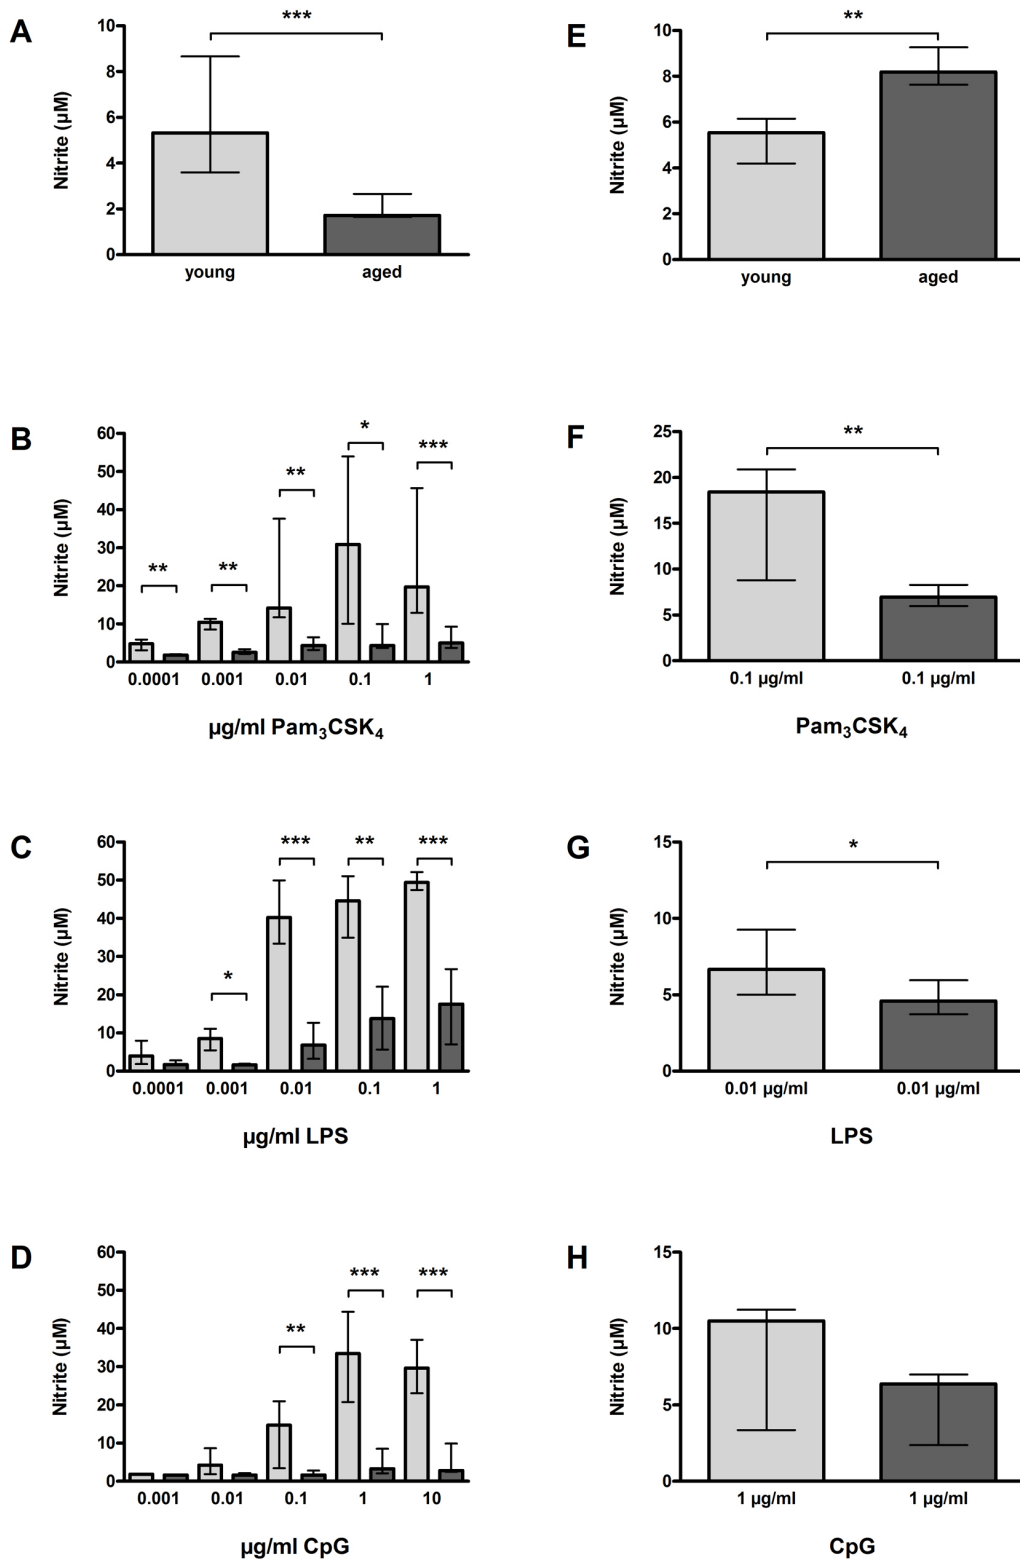 A
***
Nitrite (µM)
10
8
6
4
2
0
young aged
E
**
Nitrite (µM)
10
8
6
4
2
0
young aged
B
** ** ** * ***
Nitrite (µM)
60
50
40
30
20
10
0
0.0001 0.001 0.01 0.1 1
µg/ml Pam₃CSK₄
F
**
Nitrite (µM)
25
20
15
10
5
0
0.1 µg/ml 0.1 µg/ml
Pam₃CSK₄
C
* *** ** ***
Nitrite (µM)
60
50
40
30
20
10
0
0.0001 0.001 0.01 0.1 1
µg/ml LPS
G
*
Nitrite (µM)
15
10
5
0
0.01 µg/ml 0.01 µg/ml
LPS
D
** *** ***
Nitrite (µM)
60
50
40
30
20
10
0
0.001 0.01 0.1 1 10
µg/ml CpG
H
Nitrite (µM)
15
10
5
0
1 µg/ml 1 µg/ml
CpG